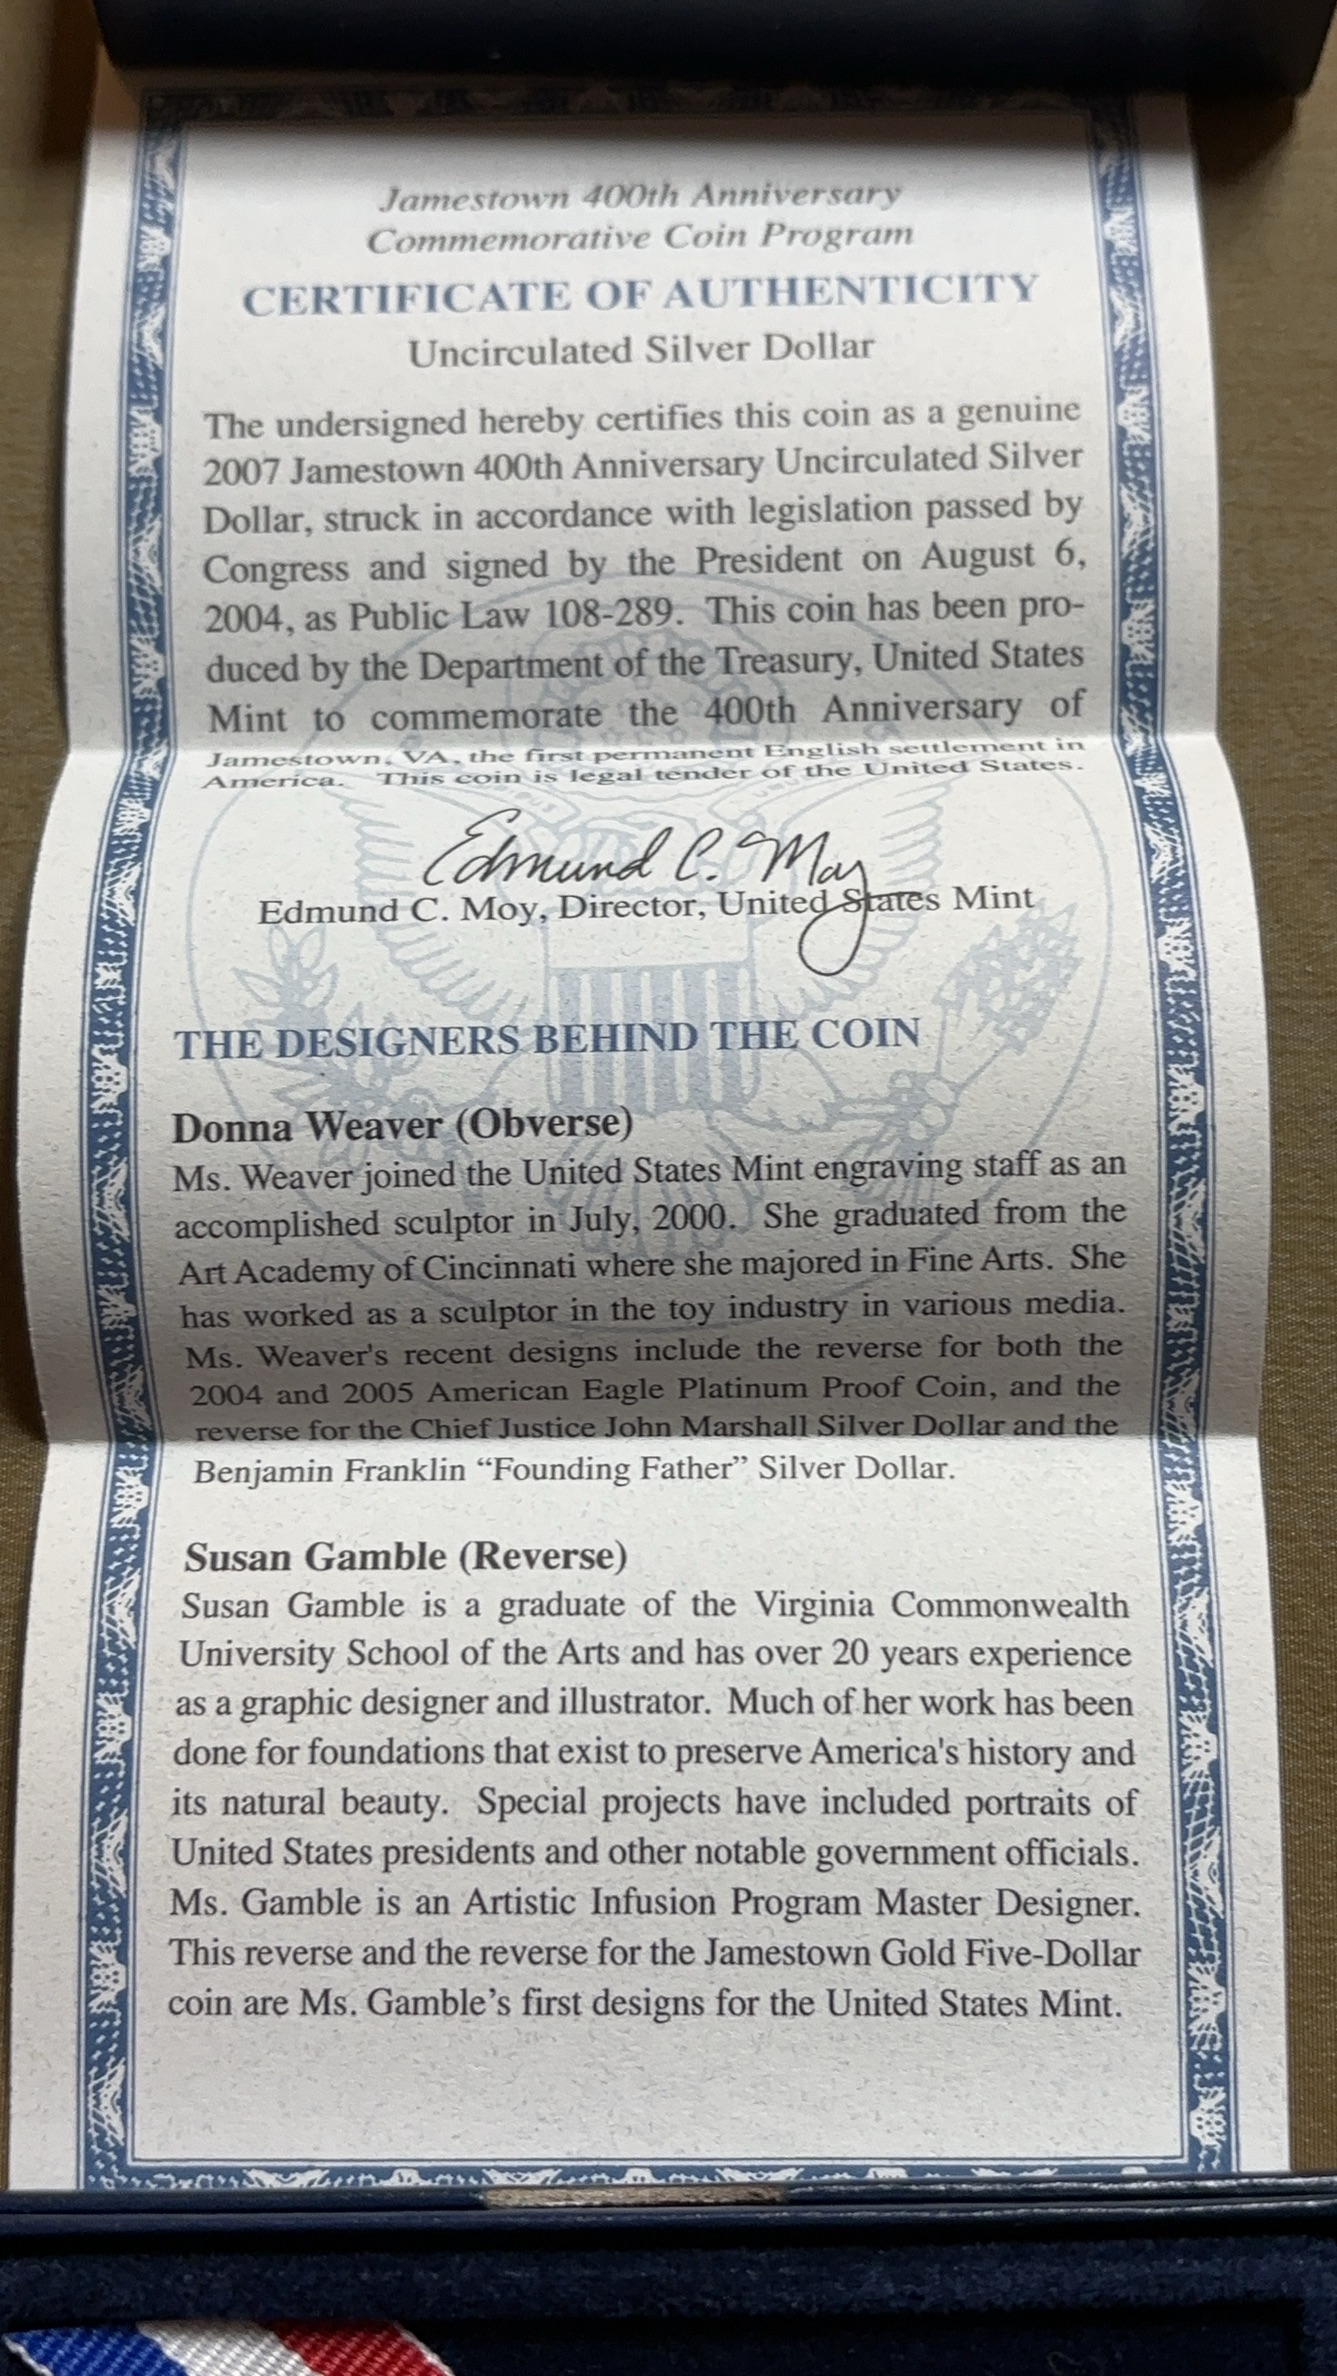 Jamestown 400th Anniversary
Commemorative Coin Program
CERTIFICATE OF AUTHENTICITY
Uncirculated Silver Dollar
The undersigned hereby certifies this coin as a genuine
2007 Jamestown 400th Anniversary Uncirculated Silver
Dollar, struck in accordance with legislation passed by
Congress and signed by the President on August 6,
2004, as Public Law 108-289. This coin has been pro-
duced by the Department of the Treasury, United States
Mint to commemorate the 400th Anniversary of
Jamestown, VA, the first permanent English settlement in
America. This coin is legal tender of the United States.
Edmund C. Moy
Edmund C. Moy, Director, United States Mint
THE DESIGNERS BEHIND THE COIN
Donna Weaver (Obverse)
Ms. Weaver joined the United States Mint engraving staff as an
accomplished sculptor in July, 2000. She graduated from the
Art Academy of Cincinnati where she majored in Fine Arts. She
has worked as a sculptor in the toy industry in various media.
Ms. Weaver's recent designs include the reverse for both the
2004 and 2005 American Eagle Platinum Proof Coin, and the
reverse for the Chief Justice John Marshall Silver Dollar and the
Benjamin Franklin “Founding Father” Silver Dollar.
Susan Gamble (Reverse)
Susan Gamble is a graduate of the Virginia Commonwealth
University School of the Arts and has over 20 years experience
as a graphic designer and illustrator. Much of her work has been
done for foundations that exist to preserve America's history and
its natural beauty. Special projects have included portraits of
United States presidents and other notable government officials.
Ms. Gamble is an Artistic Infusion Program Master Designer.
This reverse and the reverse for the Jamestown Gold Five-Dollar
coin are Ms. Gamble’s first designs for the United States Mint.